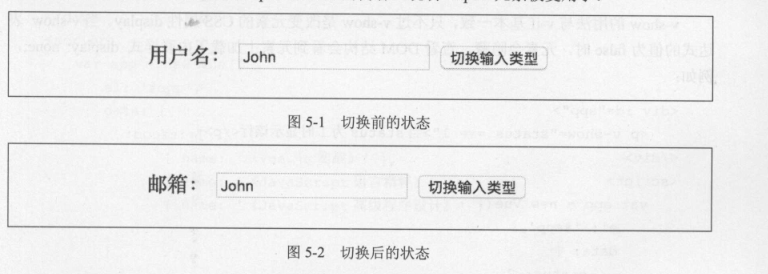 用户名： John 切换输入类型
图 5-1 切换前的状态
邮箱： John 切换输入类型
图 5-2 切换后的状态